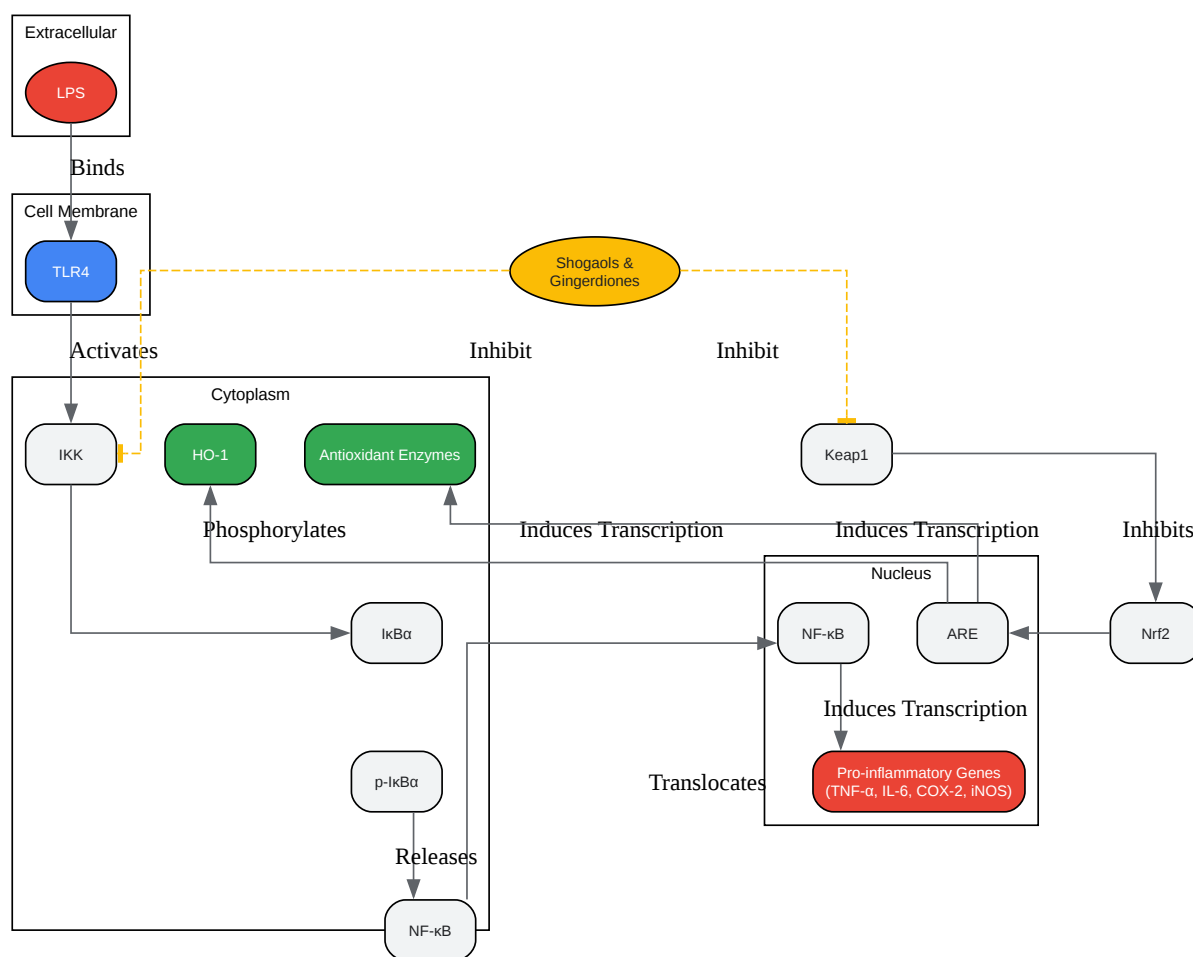 Extracellular
LPS
Binds
Cell Membrane
TLR4
Shogaols &
Gingerdiones
Activates
Inhibit
Inhibit
Cytoplasm
IKK
HO-1
Antioxidant Enzymes
Keap1
Phosphorylates
Induces Transcription
Induces Transcription
Inhibits
Nucleus
IκBα
NF-κB
ARE
Nrf2
Induces Transcription
p-IκBα
Translocates
Pro-inflammatory Genes
(TNF-α, IL-6, COX-2, iNOS)
Releases
NF-κB